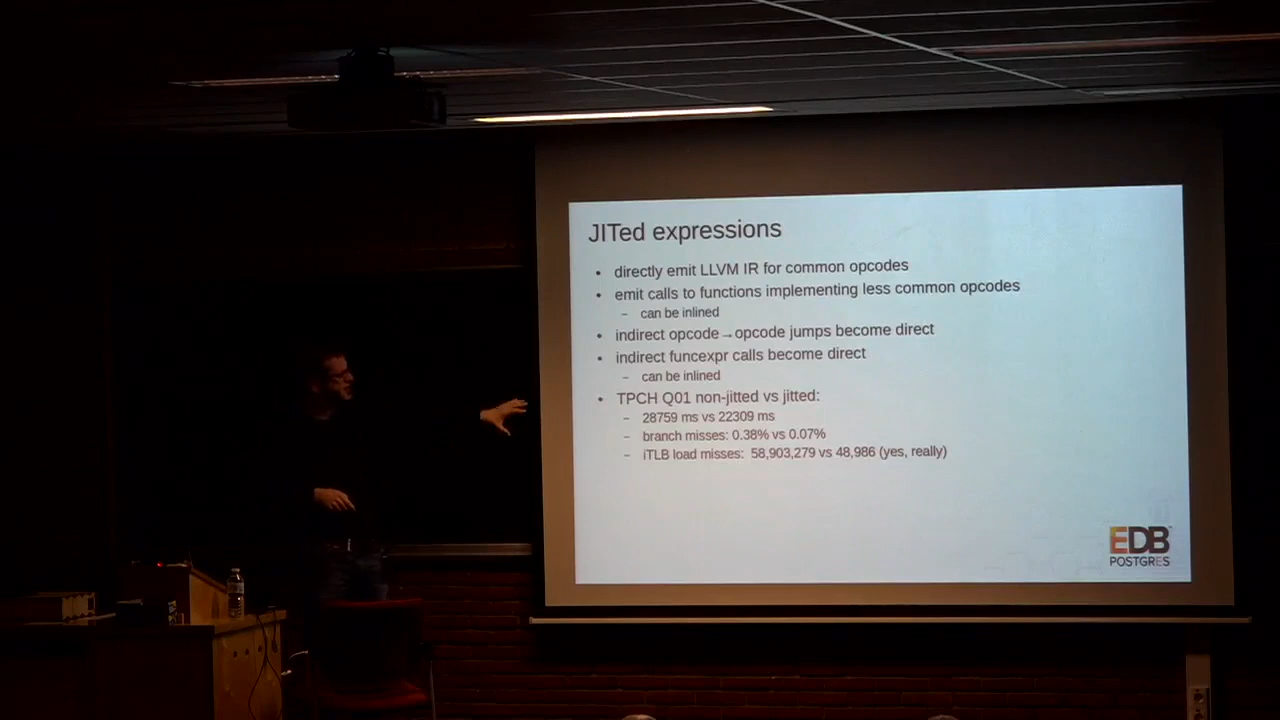 JITed expressions
• directly emit LLVM IR for common opcodes
• emit calls to functions implementing less common opcodes
– can be inlined
• indirect opcode→opcode jumps become direct
• indirect funcexpr calls become direct
– can be inlined
• TPCH Q01 non-jitted vs jitted:
– 28759 ms vs 22309 ms
– branch misses: 0.38% vs 0.07%
– iTLB load misses: 58,903,279 vs 48,986 (yes, really)
EDB
POSTGRES